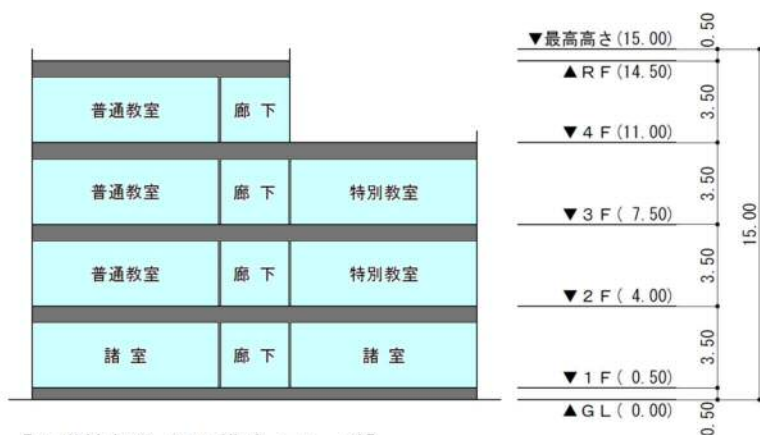 ▼最高高さ(15.00)
0.50
▲RF(14.50)
普通教室 廊下
3.50
▼4F(11.00)
普通教室 廊下 特別教室
3.50
▼3F( 7.50)
15.00
普通教室 廊下 特別教室
3.50
▼2F( 4.00)
諸室 廊下 諸室
3.50
▼1F( 0.50)
▲GL( 0.00)
0.50